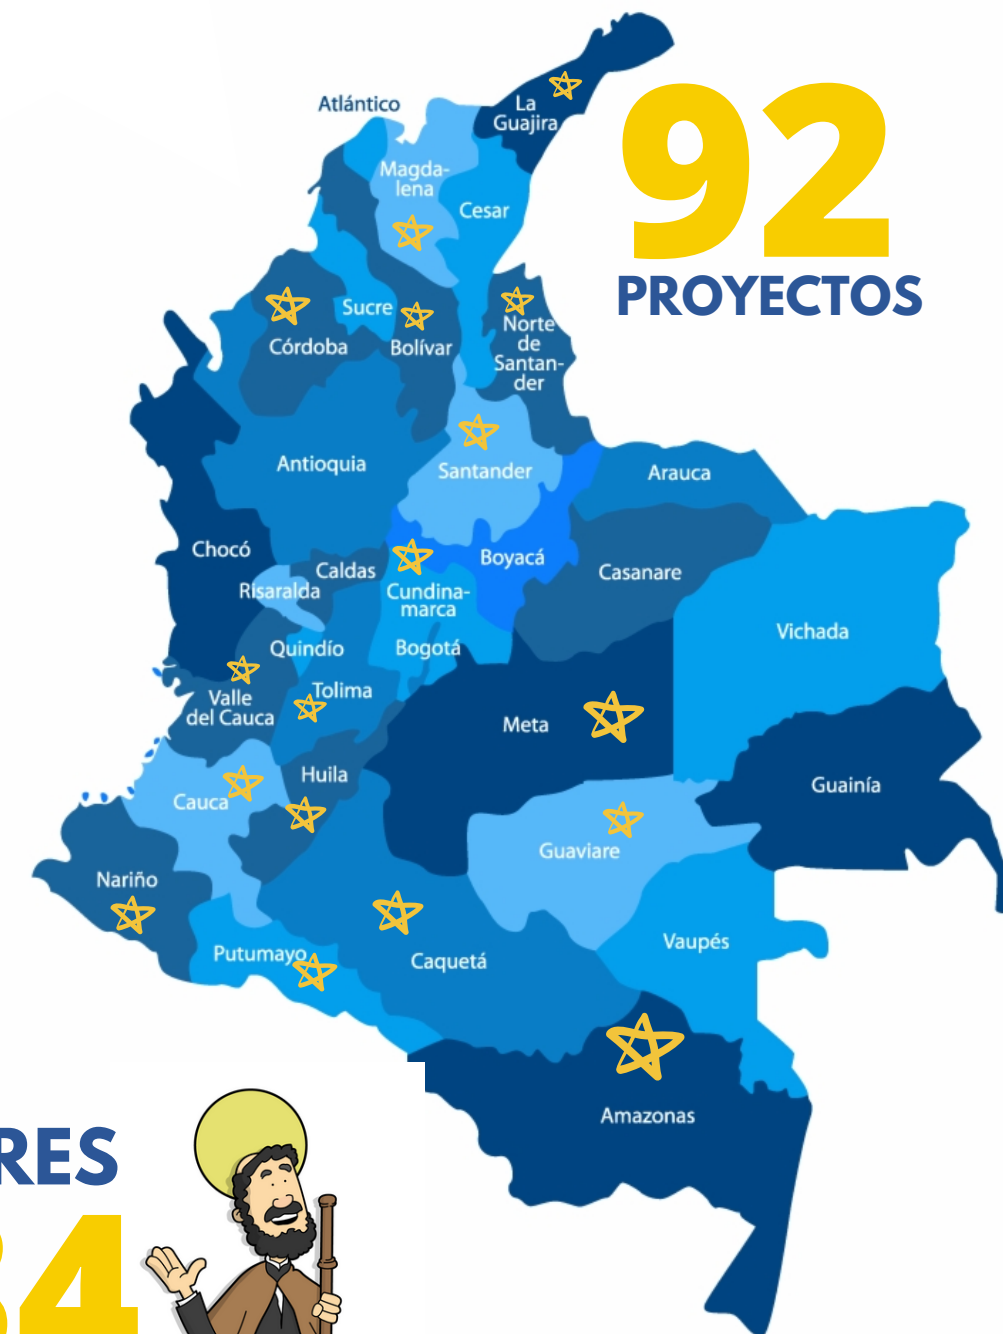 Atlántico
La
Guajira
92
PROYECTOS
Magda-
lena
Cesar
Sucre
Córdoba
Bolívar
Norte
de
Santan-
der
Antioquia
Santander
Arauca
Chocó
Caldas
Boyacá
Casanare
Risaralda
Cundina-
marca
Vichada
Quindío
Bogotá
Tolima
Valle
del Cauca
Meta
Huila
Guainía
Cauca
Guaviare
Nariño
Putumayo
Caquetá
Vaupés
Amazonas
RES
4